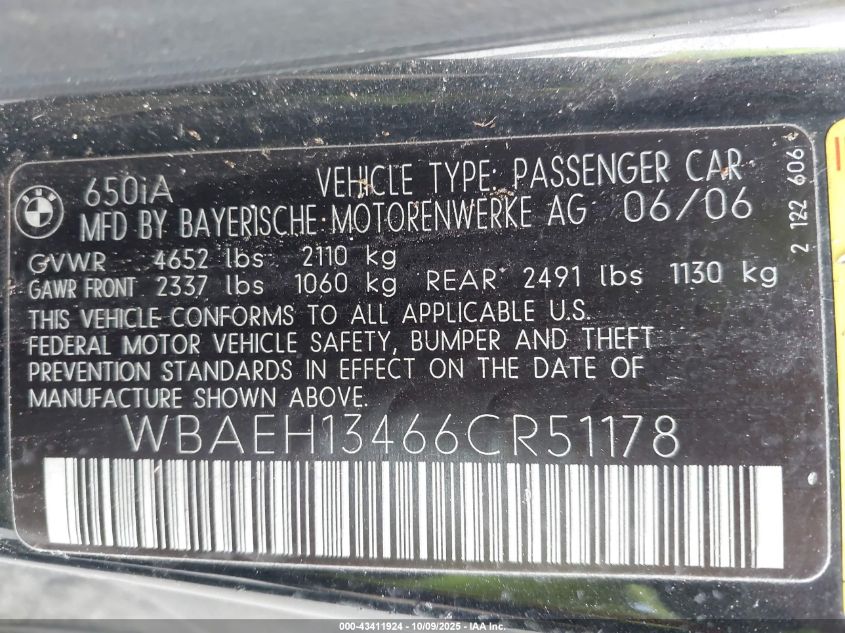 650iA VEHICLE TYPE: PASSENGER CAR
MFD BY BAYERISCHE MOTORENWERKE AG 06/06
GVWR 4652 lbs 2110 kg
GAWR FRONT 2337 lbs 1060 kg REAR 2491 lbs 1130 kg
THIS VEHICLE CONFORMS TO ALL APPLICABLE U.S.
FEDERAL MOTOR VEHICLE SAFETY, BUMPER AND THEFT
PREVENTION STANDARDS IN EFFECT ON THE DATE OF
MANUFACTURE SHOWN ABOVE.
WBAEH13466CR51178
2 122 606
000-43411924 - 10/09/2025 - IAA Inc.